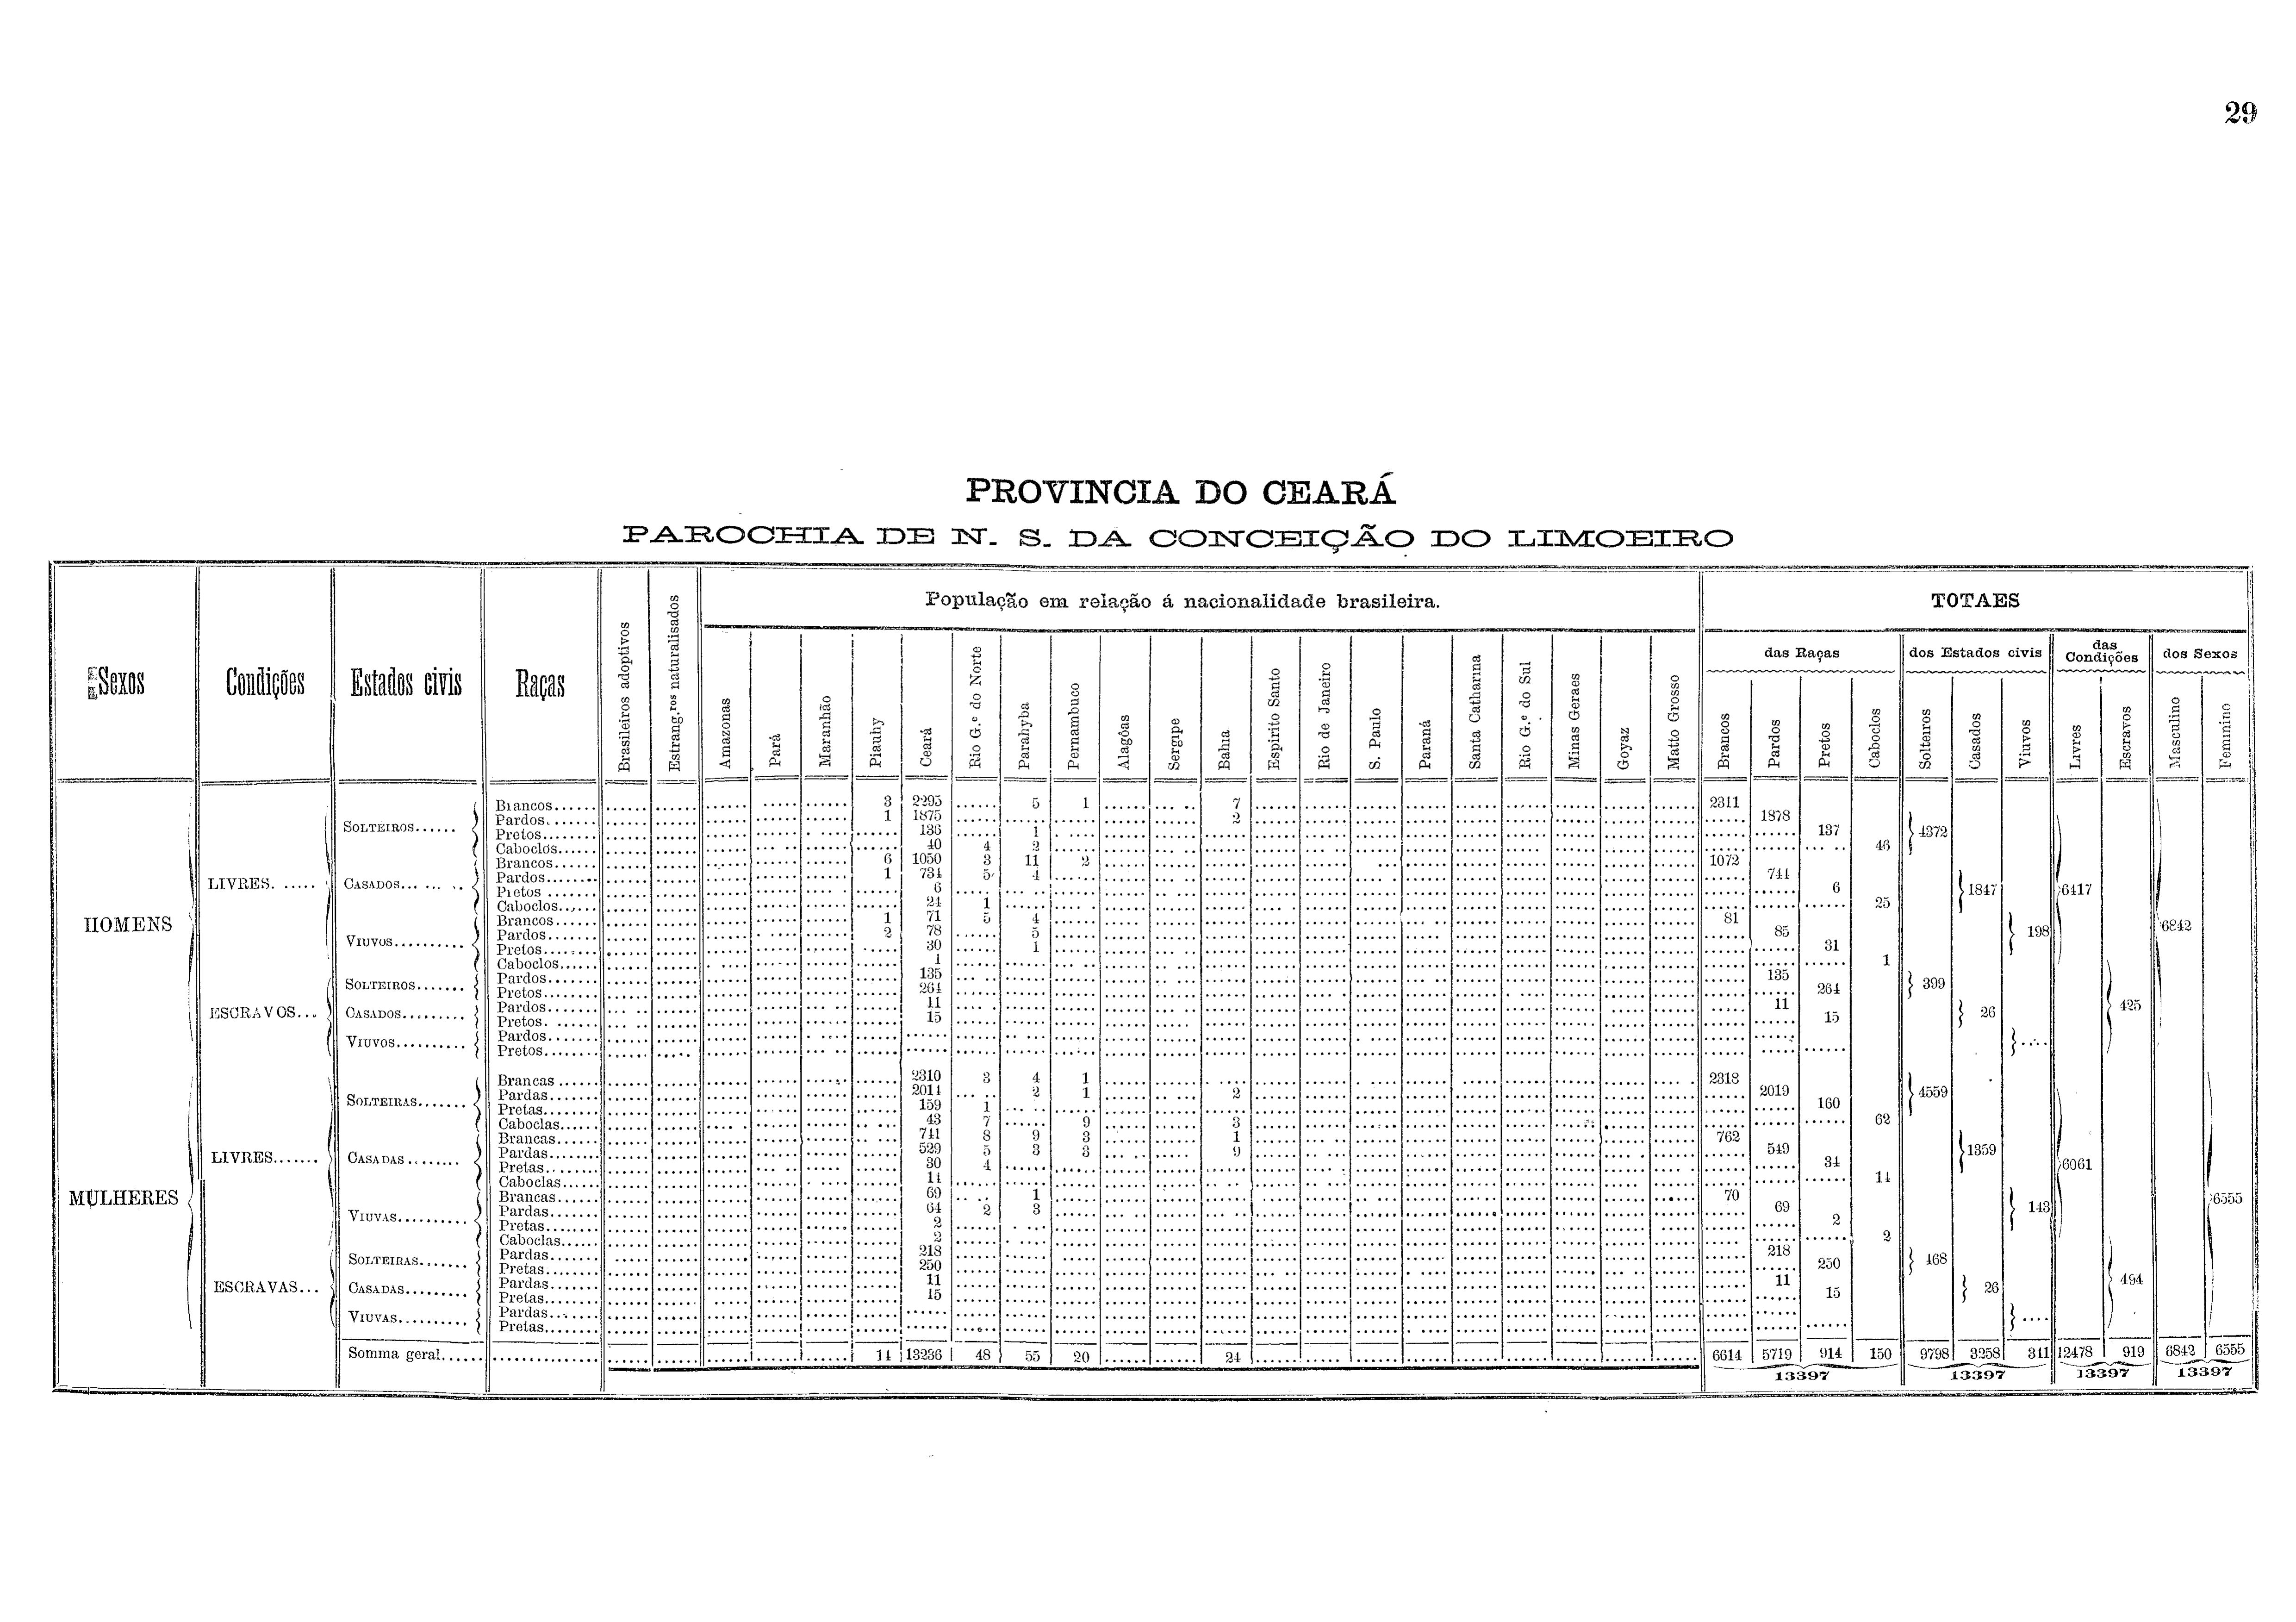 29
PROVINCIA DO CEARÁ
PAROCHIA DE N. S. DA CONCEIÇÃO DO LIMOEIRO
Sexos Condições Estados civis Raças Brasileiros adoptivos Estrang.ros naturalisados População em relação á nacionalidade brasileira. TOTAES
das Raças dos Estados civis das Condições dos Sexos
Amazonas Pará Maranhão Piauhy Ceará Rio G.e do Norte Parahyba Pernambuco Alagôas Sergipe Bahia Espirito Santo Rio de Janeiro S. Paulo Paraná Santa Catharina Rio G.e do Sul Minas Geraes Goyaz Matto Grosso Brancos Pardos Pretos Caboclos Solteiros Casados Viuvos Livres Escravos Masculino Feminino
HOMENS LIVRES 6417 6842
SOLTEIROS 4372
Brancos 3 2295 5 1 7 2311
Pardos 1 1875 2 1878
Pretos 136 1 137
Caboclos 40 4 2 46
CASADOS 1847
Brancos 6 1050 3 11 2 1072
Pardos 1 734 5 4 744
Pretos 6 6
Caboclos 24 1 25
VIUVOS 198
Brancos 1 71 5 4 81
Pardos 2 78 5 85
Pretos 30 1 31
Caboclos 1 1
ESCRAVOS 425
SOLTEIROS 399
Pardos 135 135
Pretos 264 264
CASADOS 26
Pardos 11 11
Pretos 15 15
VIUVOS
Pardos
Pretos
MULHERES LIVRES 6061 6555
SOLTEIRAS 4559
Brancas 2310 3 4 1 2318
Pardas 2014 2 1 2 2019
Pretas 159 1 160
Caboclas 43 7 9 3 62
CASADAS 1359
Brancas 741 8 9 3 1 762
Pardas 529 5 3 3 9 549
Pretas 30 4 34
Caboclas 14 14
VIUVAS 143
Brancas 69 1 70
Pardas 64 2 3 69
Pretas 2 2
Caboclas 2 2
ESCRAVAS 494
SOLTEIRAS 468
Pardas 218 218
Pretas 250 250
CASADAS 26
Pardas 11 11
Pretas 15 15
VIUVAS
Pardas
Pretas
Somma geral 14 13236 48 55 20 24 6614 5719 914 150 9798 3258 341 12478 919 6842 6555
13397 13397 13397 13397